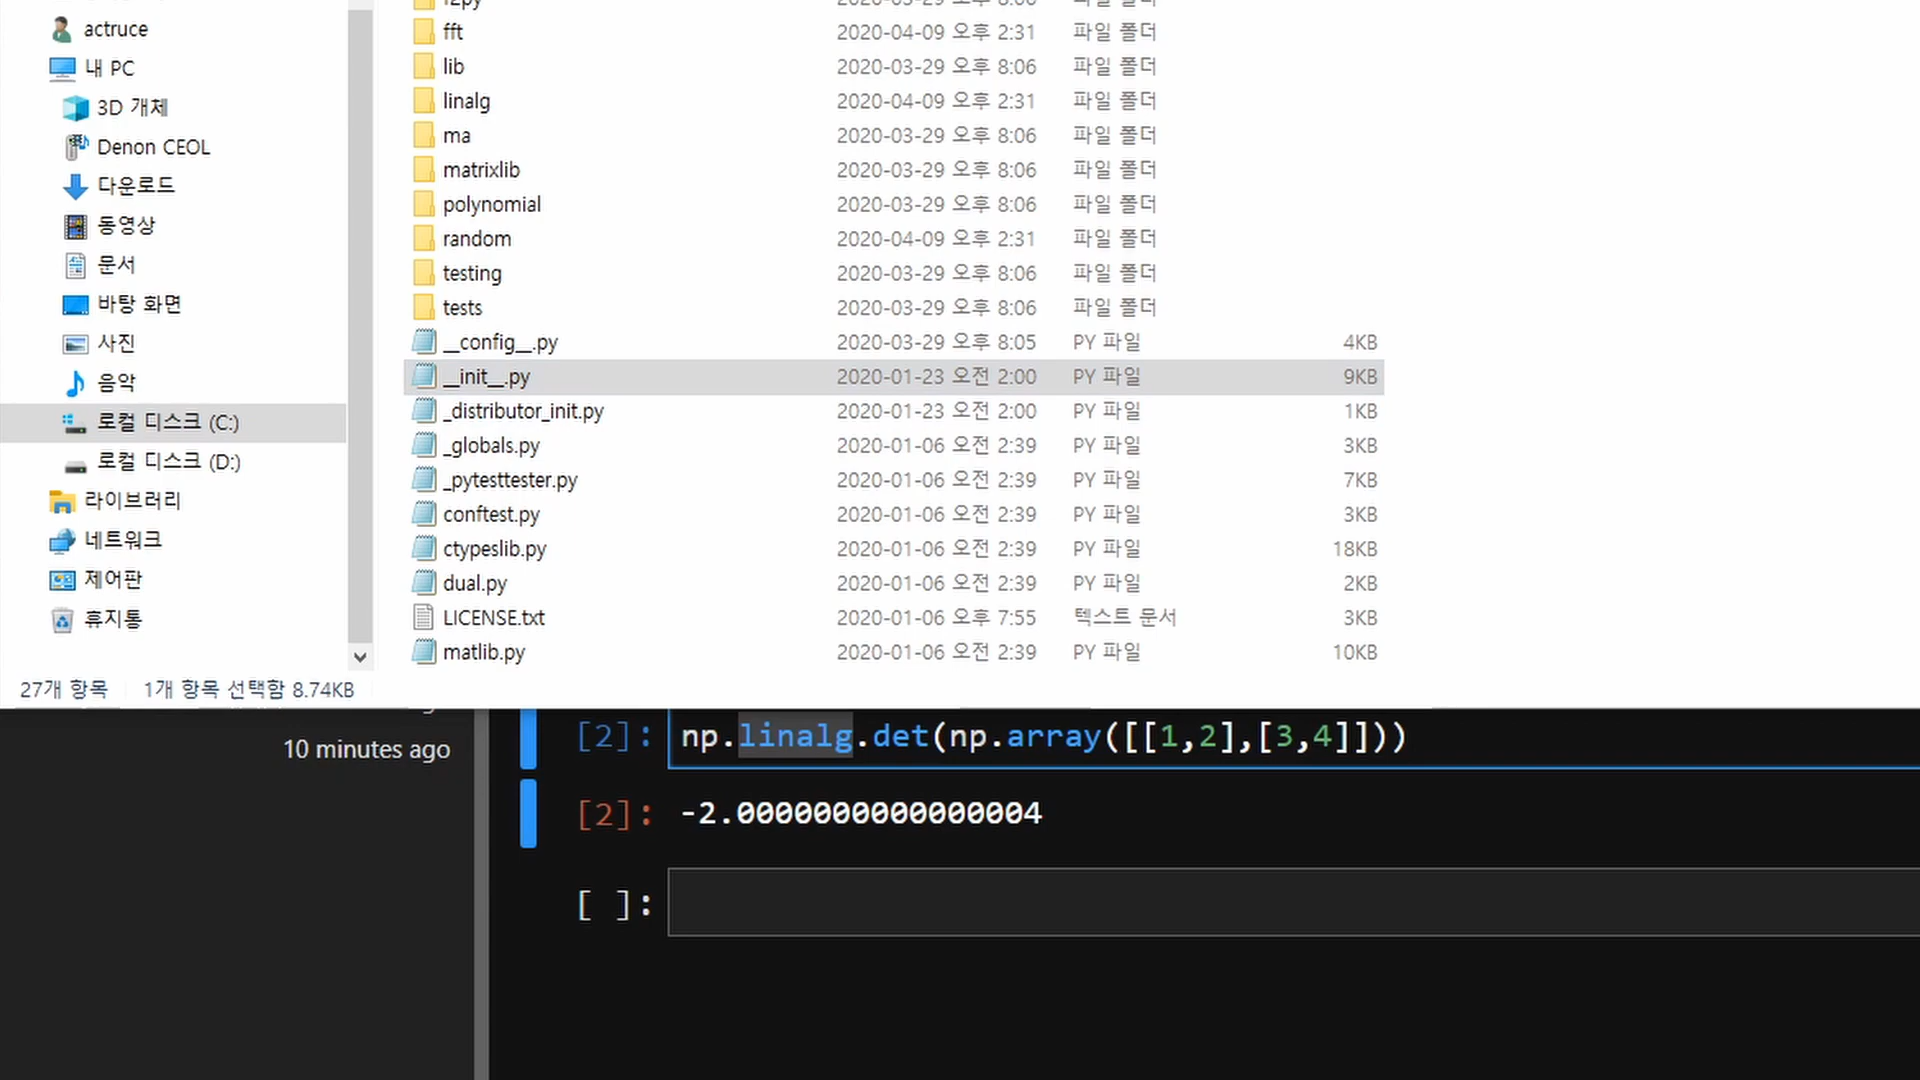 actruce
내 PC
3D 개체
Denon CEOL
다운로드
동영상
문서
바탕 화면
사진
음악
로컬 디스크 (C:)
로컬 디스크 (D:)
라이브러리
네트워크
제어판
휴지통
27개 항목 1개 항목 선택함 8.74KB
fft 2020-04-09 오후 2:31 파일 폴더
lib 2020-03-29 오후 8:06 파일 폴더
linalg 2020-04-09 오후 2:31 파일 폴더
ma 2020-03-29 오후 8:06 파일 폴더
matrixlib 2020-03-29 오후 8:06 파일 폴더
polynomial 2020-03-29 오후 8:06 파일 폴더
random 2020-04-09 오후 2:31 파일 폴더
testing 2020-03-29 오후 8:06 파일 폴더
tests 2020-03-29 오후 8:06 파일 폴더
__config__.py 2020-03-29 오후 8:05 PY 파일 4KB
__init__.py 2020-01-23 오전 2:00 PY 파일 9KB
_distributor_init.py 2020-01-23 오전 2:00 PY 파일 1KB
_globals.py 2020-01-06 오전 2:39 PY 파일 3KB
_pytesttester.py 2020-01-06 오전 2:39 PY 파일 7KB
conftest.py 2020-01-06 오전 2:39 PY 파일 3KB
ctypeslib.py 2020-01-06 오전 2:39 PY 파일 18KB
dual.py 2020-01-06 오전 2:39 PY 파일 2KB
LICENSE.txt 2020-01-06 오후 7:55 텍스트 문서 3KB
matlib.py 2020-01-06 오전 2:39 PY 파일 10KB
10 minutes ago
[2]: np.linalg.det(np.array([[1,2],[3,4]]))
[2]: -2.0000000000000004
[ ]: